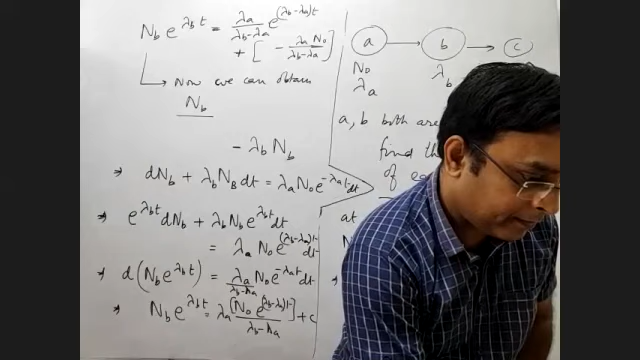 N_b e^{λ_b t} = λ_a/(λ_b-λ_a) e^{(λ_b-λ_a)t}
+ [ - λ_a N_0/(λ_b-λ_a) ]
→ Now we can obtain
N_b
- λ_b N_b
→ dN_b + λ_b N_B dt = λ_a N_0 e^{-λ_a t} dt
→ e^{λ_b t} dN_b + λ_b N_b e^{λ_b t} dt
= λ_a N_0 e^{(λ_b-λ_a)t} dt
→ d(N_b e^{λ_b t}) = λ_a/(λ_b-λ_a) N_0 e^{-λ_a t} dt
→ N_b e^{λ_b t} = λ_a [N_0 e^{(λ_b-λ_a)t}/(λ_b-λ_a)] + c
a → b → c
N_0
λ_a λ_b
a, b both are
find th
of e
at
N